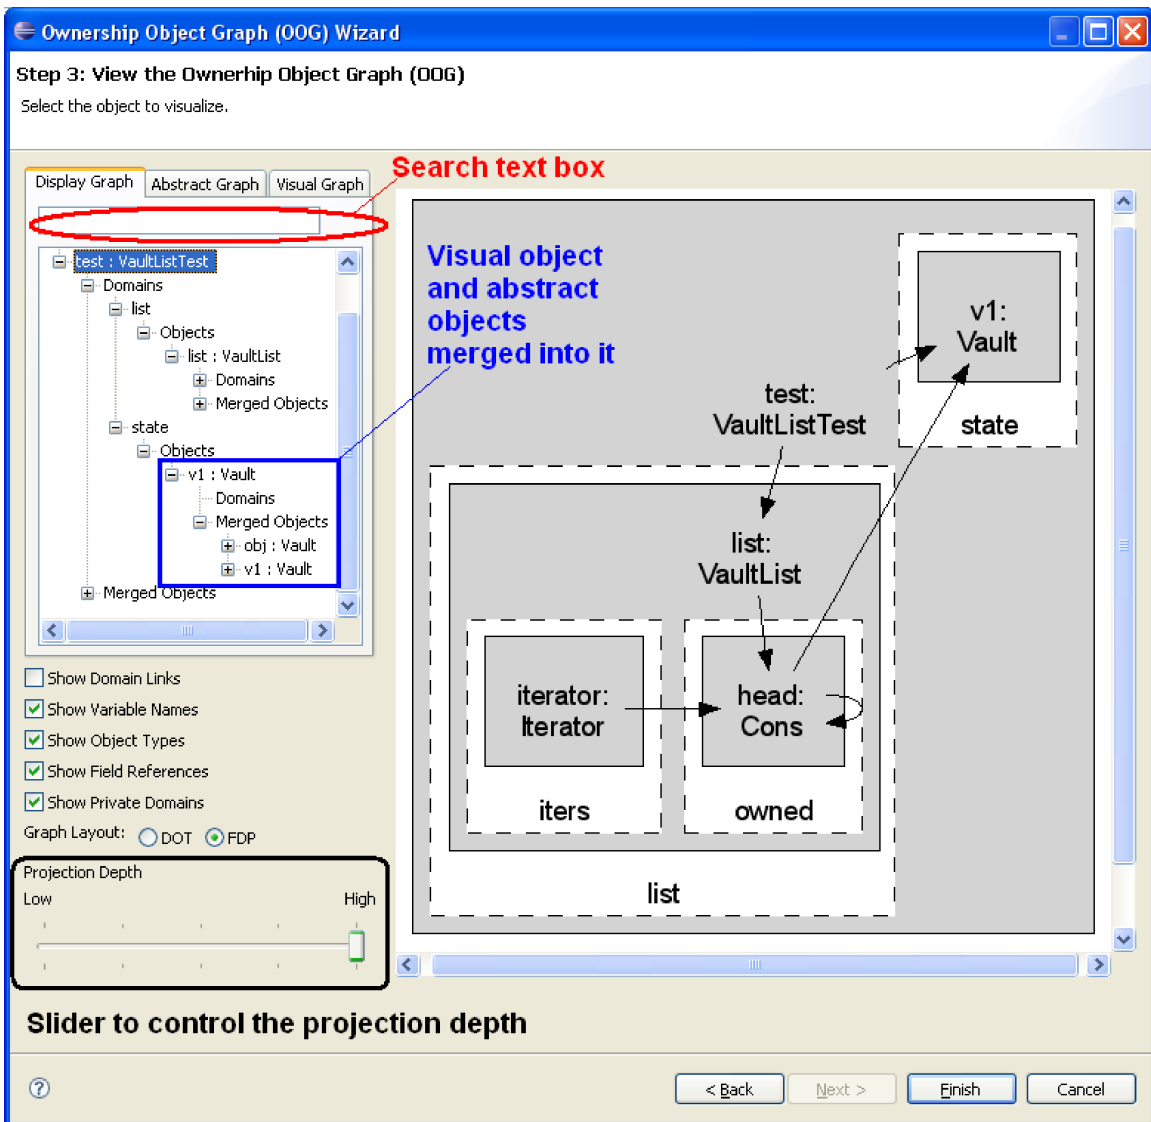 Ownership Object Graph (OOG) Wizard
Step 3: View the Ownerhip Object Graph (OOG)
Select the object to visualize.
Search text box
Display Graph
Abstract Graph
Visual Graph
test : VaultListTest
Domains
list
Objects
list : VaultList
Domains
Merged Objects
state
Objects
v1 : Vault
Domains
Merged Objects
obj : Vault
v1 : Vault
Merged Objects
Visual object
and abstract
objects
merged into it
v1:
Vault
state
test:
VaultListTest
list:
VaultList
iterator:
Iterator
iters
head:
Cons
owned
list
Show Domain Links
Show Variable Names
Show Object Types
Show Field References
Show Private Domains
Graph Layout: DOT FDP
Projection Depth
Low High
Slider to control the projection depth
?
< Back
Next >
Finish
Cancel